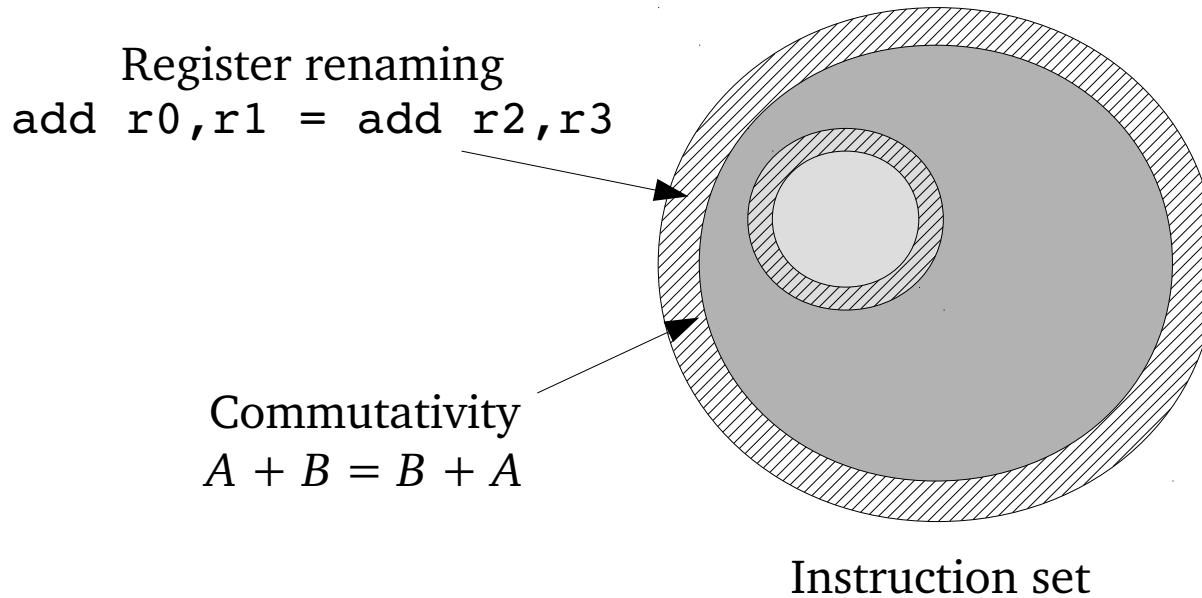 Register renaming
add r0,r1 = add r2,r3
Commutativity
A + B = B + A
Instruction set